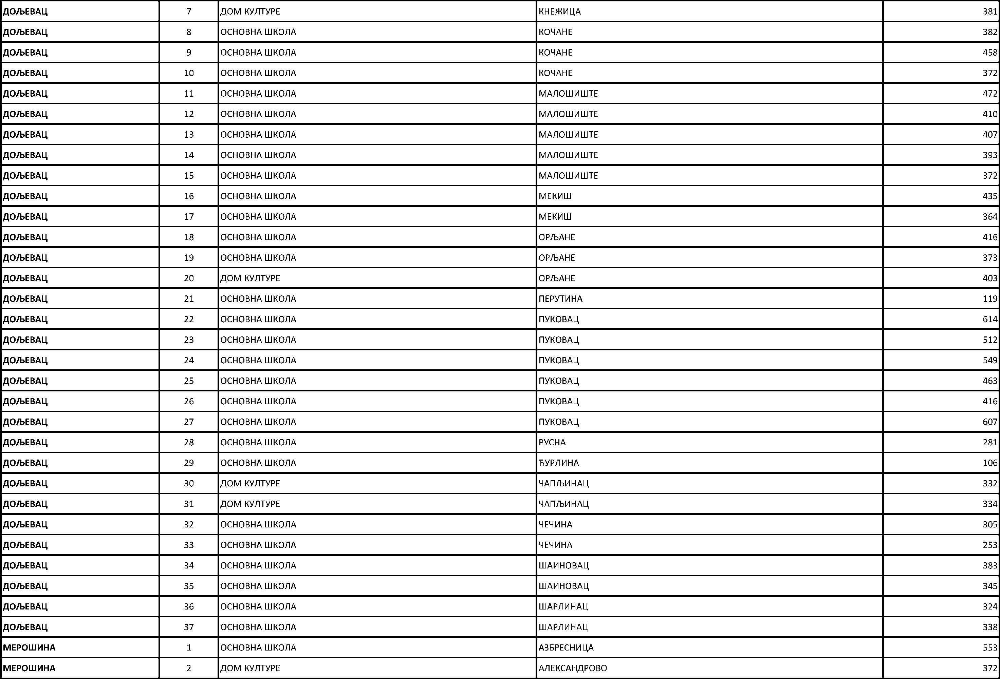 ДОЉЕВАЦ 7 ДОМ КУЛТУРЕ КНЕЖИЦА 381
ДОЉЕВАЦ 8 ОСНОВНА ШКОЛА КОЧАНЕ 382
ДОЉЕВАЦ 9 ОСНОВНА ШКОЛА КОЧАНЕ 458
ДОЉЕВАЦ 10 ОСНОВНА ШКОЛА КОЧАНЕ 372
ДОЉЕВАЦ 11 ОСНОВНА ШКОЛА МАЛОШИШТЕ 472
ДОЉЕВАЦ 12 ОСНОВНА ШКОЛА МАЛОШИШТЕ 410
ДОЉЕВАЦ 13 ОСНОВНА ШКОЛА МАЛОШИШТЕ 407
ДОЉЕВАЦ 14 ОСНОВНА ШКОЛА МАЛОШИШТЕ 393
ДОЉЕВАЦ 15 ОСНОВНА ШКОЛА МАЛОШИШТЕ 372
ДОЉЕВАЦ 16 ОСНОВНА ШКОЛА МЕКИШ 435
ДОЉЕВАЦ 17 ОСНОВНА ШКОЛА МЕКИШ 364
ДОЉЕВАЦ 18 ОСНОВНА ШКОЛА ОРЉАНЕ 416
ДОЉЕВАЦ 19 ОСНОВНА ШКОЛА ОРЉАНЕ 373
ДОЉЕВАЦ 20 ДОМ КУЛТУРЕ ОРЉАНЕ 403
ДОЉЕВАЦ 21 ОСНОВНА ШКОЛА ПЕРУТИНА 119
ДОЉЕВАЦ 22 ОСНОВНА ШКОЛА ПУКОВАЦ 614
ДОЉЕВАЦ 23 ОСНОВНА ШКОЛА ПУКОВАЦ 512
ДОЉЕВАЦ 24 ОСНОВНА ШКОЛА ПУКОВАЦ 549
ДОЉЕВАЦ 25 ОСНОВНА ШКОЛА ПУКОВАЦ 463
ДОЉЕВАЦ 26 ОСНОВНА ШКОЛА ПУКОВАЦ 416
ДОЉЕВАЦ 27 ОСНОВНА ШКОЛА ПУКОВАЦ 607
ДОЉЕВАЦ 28 ОСНОВНА ШКОЛА РУСНА 281
ДОЉЕВАЦ 29 ОСНОВНА ШКОЛА ЋУРЛИНА 106
ДОЉЕВАЦ 30 ДОМ КУЛТУРЕ ЧАПЉИНАЦ 332
ДОЉЕВАЦ 31 ДОМ КУЛТУРЕ ЧАПЉИНАЦ 334
ДОЉЕВАЦ 32 ОСНОВНА ШКОЛА ЧЕЧИНА 305
ДОЉЕВАЦ 33 ОСНОВНА ШКОЛА ЧЕЧИНА 253
ДОЉЕВАЦ 34 ОСНОВНА ШКОЛА ШАИНОВАЦ 383
ДОЉЕВАЦ 35 ОСНОВНА ШКОЛА ШАИНОВАЦ 345
ДОЉЕВАЦ 36 ОСНОВНА ШКОЛА ШАРЛИНАЦ 324
ДОЉЕВАЦ 37 ОСНОВНА ШКОЛА ШАРЛИНАЦ 338
МЕРОШИНА 1 ОСНОВНА ШКОЛА АЗБРЕСНИЦА 553
МЕРОШИНА 2 ДОМ КУЛТУРЕ АЛЕКСАНДРОВО 372